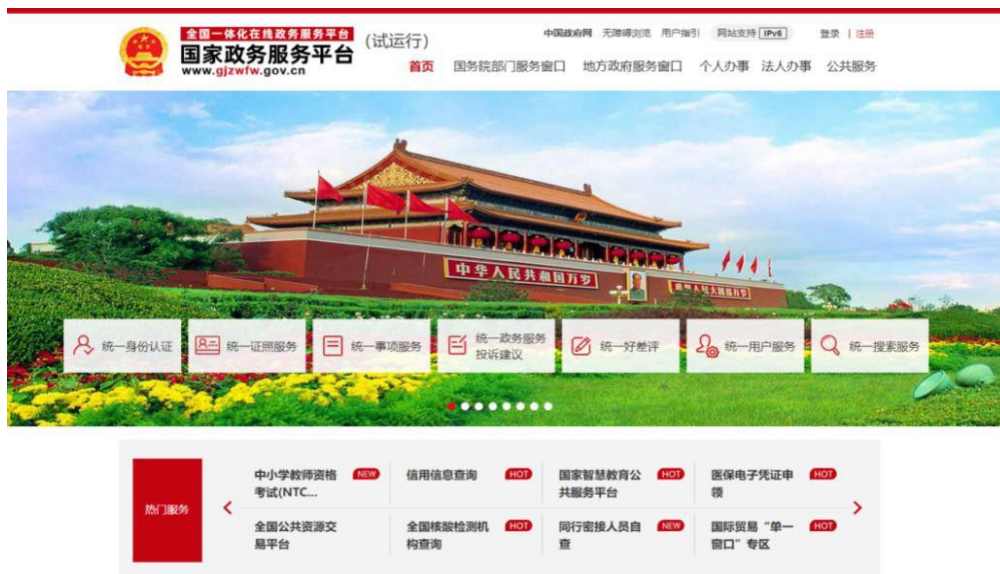 全国一体化在线政务服务平台
国家政务服务平台
www.gjzwfw.gov.cn
(试运行)
中国政府网 无障碍浏览 用户指引 网站支持 IPv6 登录 | 注册
首页 国务院部门服务窗口 地方政府服务窗口 个人办事 法人办事 公共服务
中华人民共和国万岁
世界人民大团结万岁
统一身份认证
统一证照服务
统一事项服务
统一政务服务
投诉建议
统一好差评
统一用户服务
统一搜索服务
热门服务
中小学教师资格 NEW
考试(NTC...
信用信息查询 HOT
国家智慧教育公 HOT
共服务平台
医保电子凭证申 HOT
领
全国公共资源交
易平台
全国核酸检测机 HOT
构查询
同行密接人员自 NEW
查
国际贸易“单一 HOT
窗口”专区